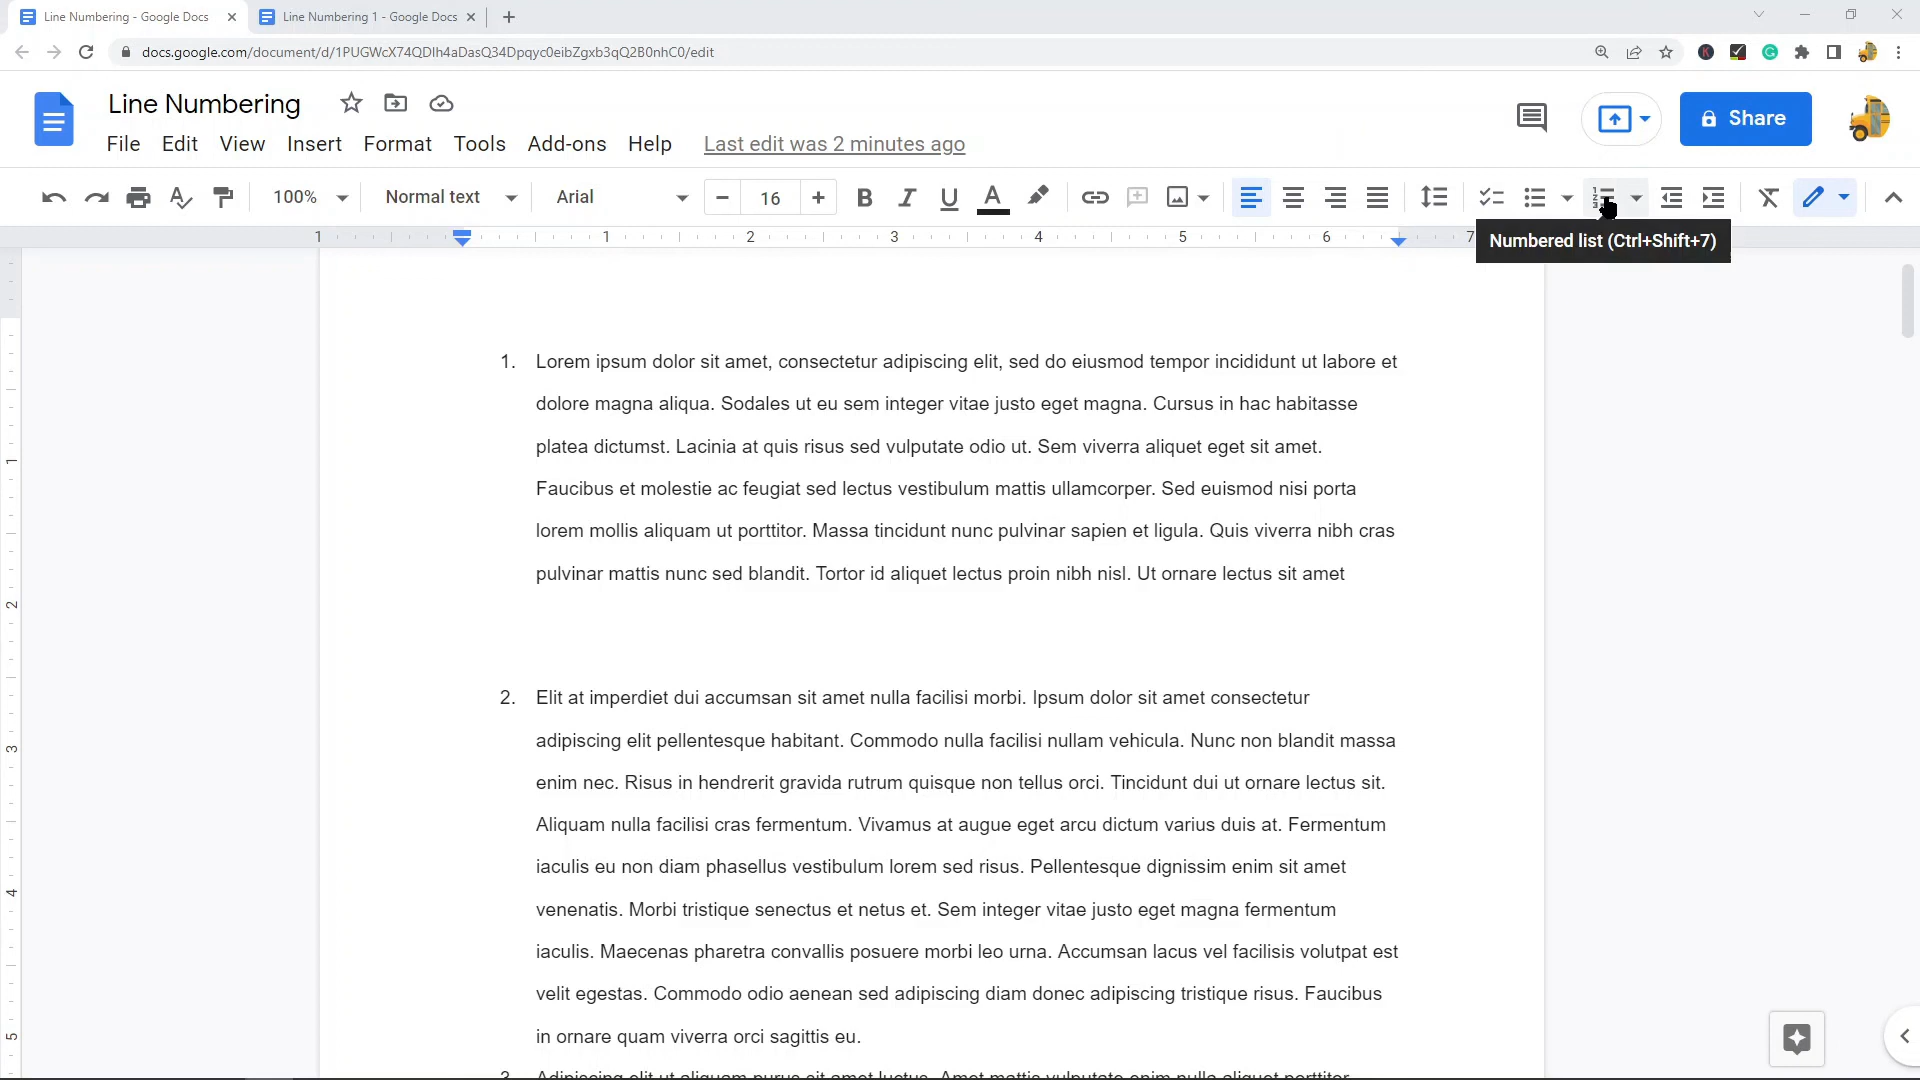 Line Numbering - Google Docs
Line Numbering 1 - Google Docs
docs.google.com/document/d/1PUGWcX74QDlh4aDasQ34Dpqyc0eibZgxb3qQ2B0nhC0/edit
Line Numbering
Share
File Edit View Insert Format Tools Add-ons Help Last edit was 2 minutes ago
100% Normal text Arial 16
1 1 2 3 4 5 6 7
Numbered list (Ctrl+Shift+7)
1. Lorem ipsum dolor sit amet, consectetur adipiscing elit, sed do eiusmod tempor incididunt ut labore et
dolore magna aliqua. Sodales ut eu sem integer vitae justo eget magna. Cursus in hac habitasse
platea dictumst. Lacinia at quis risus sed vulputate odio ut. Sem viverra aliquet eget sit amet.
Faucibus et molestie ac feugiat sed lectus vestibulum mattis ullamcorper. Sed euismod nisi porta
lorem mollis aliquam ut porttitor. Massa tincidunt nunc pulvinar sapien et ligula. Quis viverra nibh cras
pulvinar mattis nunc sed blandit. Tortor id aliquet lectus proin nibh nisl. Ut ornare lectus sit amet
2. Elit at imperdiet dui accumsan sit amet nulla facilisi morbi. Ipsum dolor sit amet consectetur
adipiscing elit pellentesque habitant. Commodo nulla facilisi nullam vehicula. Nunc non blandit massa
enim nec. Risus in hendrerit gravida rutrum quisque non tellus orci. Tincidunt dui ut ornare lectus sit.
Aliquam nulla facilisi cras fermentum. Vivamus at augue eget arcu dictum varius duis at. Fermentum
iaculis eu non diam phasellus vestibulum lorem sed risus. Pellentesque dignissim enim sit amet
venenatis. Morbi tristique senectus et netus et. Sem integer vitae justo eget magna fermentum
iaculis. Maecenas pharetra convallis posuere morbi leo urna. Accumsan lacus vel facilisis volutpat est
velit egestas. Commodo odio aenean sed adipiscing diam donec adipiscing tristique risus. Faucibus
in ornare quam viverra orci sagittis eu.
3. Adipiscing elit ut aliquam purus sit amet luctus. Amet mattis vulputate enim nulla aliquet porttitor
1
2
3
4
5